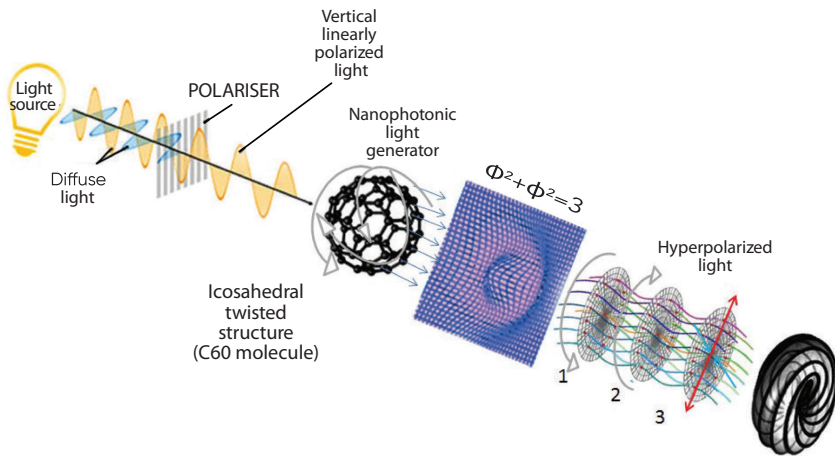 Light
source
Diffuse
light
POLARISER
Vertical
linearly
polarized
light
Nanophotonic
light
generator
Icosahedral
twisted
structure
(C60 molecule)
Φ²+ϕ²=3
Hyperpolarized
light
1
2
3